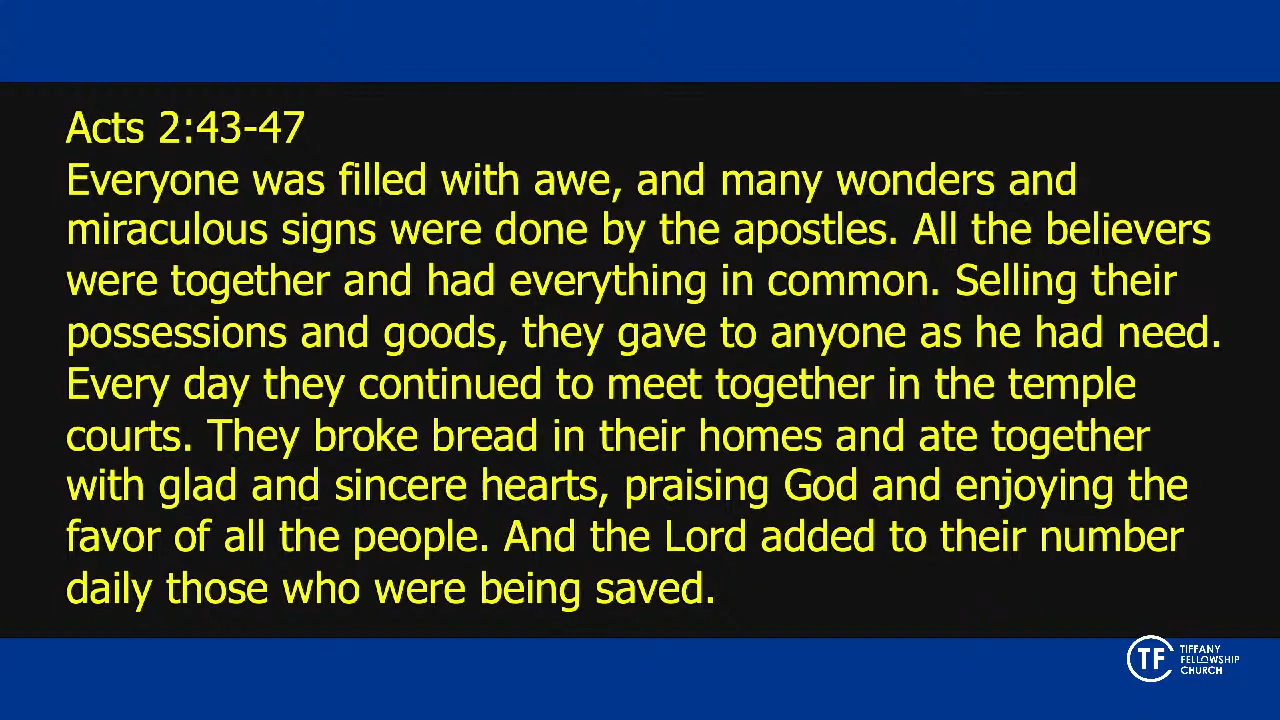 Acts 2:43-47
Everyone was filled with awe, and many wonders and
miraculous signs were done by the apostles. All the believers
were together and had everything in common. Selling their
possessions and goods, they gave to anyone as he had need.
Every day they continued to meet together in the temple
courts. They broke bread in their homes and ate together
with glad and sincere hearts, praising God and enjoying the
favor of all the people. And the Lord added to their number
daily those who were being saved.
TF
TIFFANY
FELLOWSHIP
CHURCH